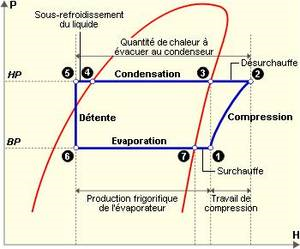 P
Sous-refroidissement
du liquide
Quantité de chaleur à
évacuer au condenseur
Désurchauffe
HP
5
4
Condensation
3
2
Détente
Compression
BP
Evaporation
6
7
1
Surchauffe
Production frigorifique
de l'évaporateur
Travail de
compression
H